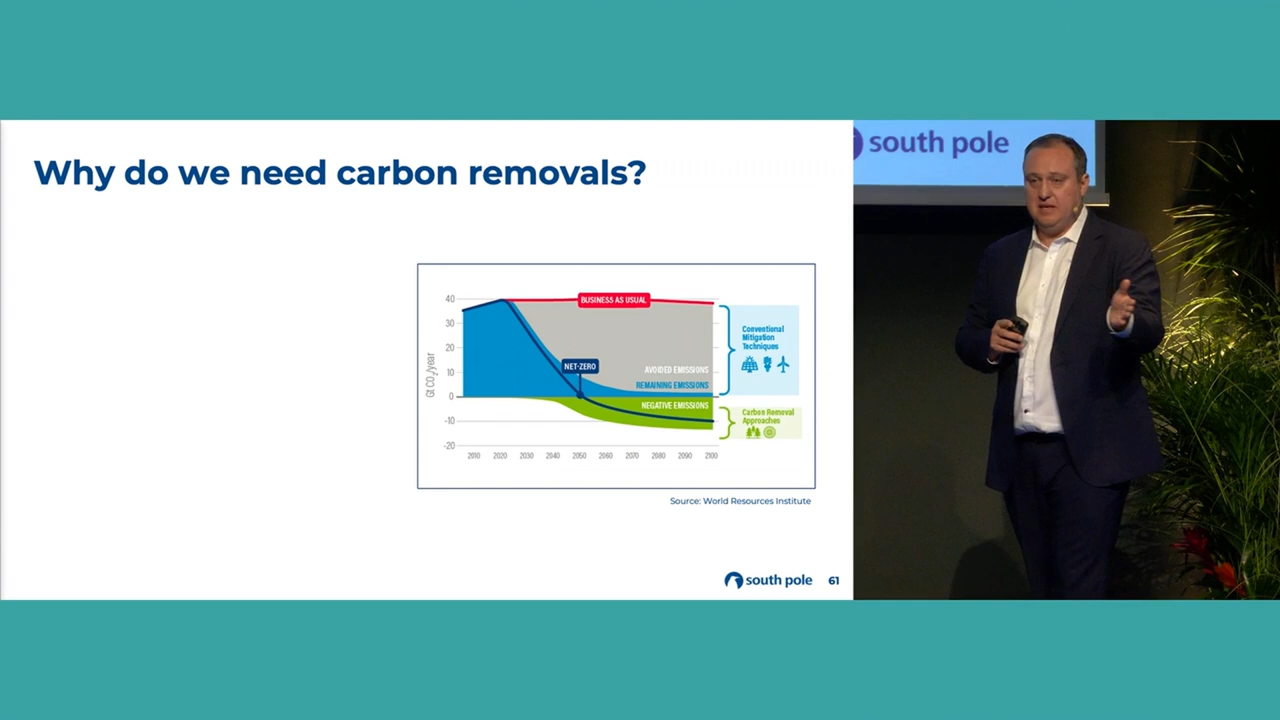 Why do we need carbon removals?
south pole
40
BUSINESS AS USUAL
30
20
10
0
-10
-20
Gt CO2/year
NET-ZERO
AVOIDED EMISSIONS
REMAINING EMISSIONS
NEGATIVE EMISSIONS
Conventional
Mitigation
Techniques
Carbon Removal
Approaches
2010 2020 2030 2040 2050 2060 2070 2080 2090 2100
Source: World Resources Institute
south pole 61